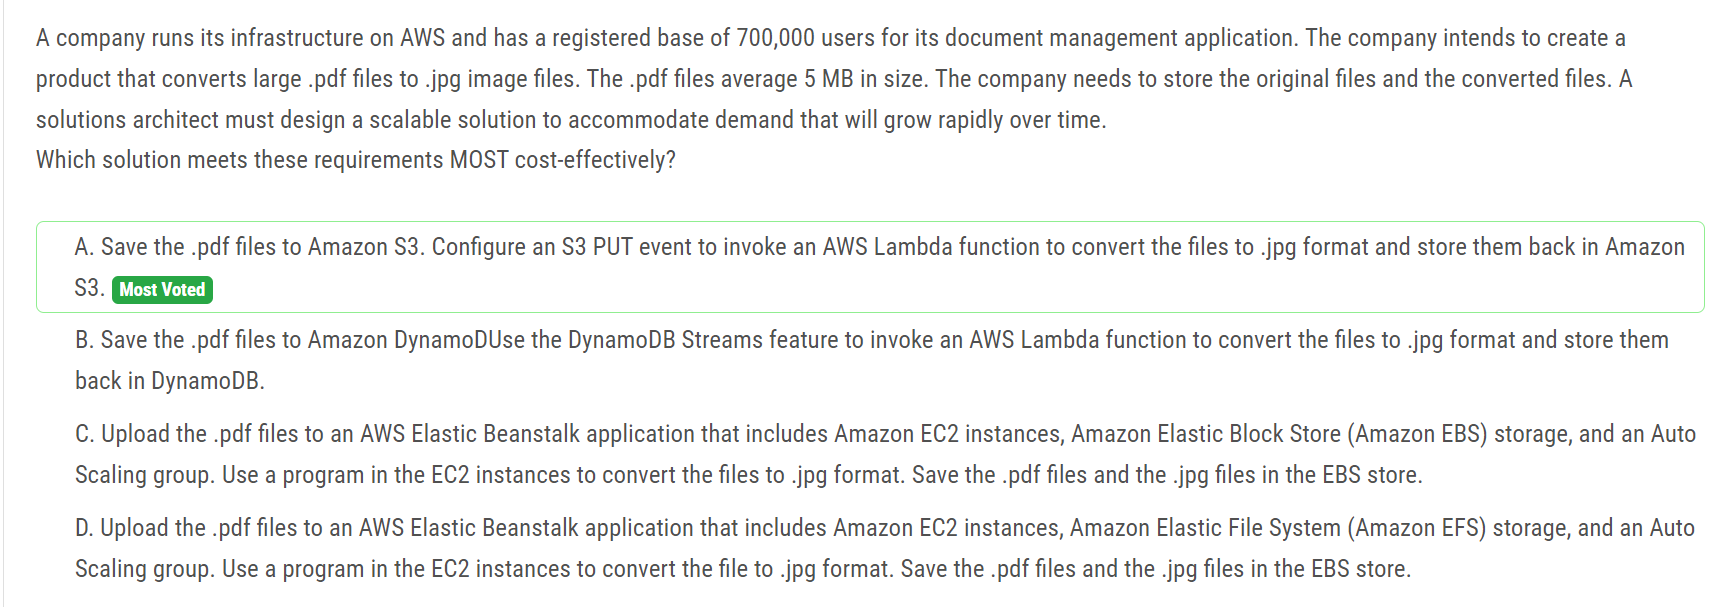 A company runs its infrastructure on AWS and has a registered base of 700,000 users for its document management application. The company intends to create a
product that converts large .pdf files to .jpg image files. The .pdf files average 5 MB in size. The company needs to store the original files and the converted files. A
solutions architect must design a scalable solution to accommodate demand that will grow rapidly over time.
Which solution meets these requirements MOST cost-effectively?
A. Save the .pdf files to Amazon S3. Configure an S3 PUT event to invoke an AWS Lambda function to convert the files to .jpg format and store them back in Amazon
S3. Most Voted
B. Save the .pdf files to Amazon DynamoDUse the DynamoDB Streams feature to invoke an AWS Lambda function to convert the files to .jpg format and store them
back in DynamoDB.
C. Upload the .pdf files to an AWS Elastic Beanstalk application that includes Amazon EC2 instances, Amazon Elastic Block Store (Amazon EBS) storage, and an Auto
Scaling group. Use a program in the EC2 instances to convert the files to .jpg format. Save the .pdf files and the .jpg files in the EBS store.
D. Upload the .pdf files to an AWS Elastic Beanstalk application that includes Amazon EC2 instances, Amazon Elastic File System (Amazon EFS) storage, and an Auto
Scaling group. Use a program in the EC2 instances to convert the file to .jpg format. Save the .pdf files and the .jpg files in the EBS store.